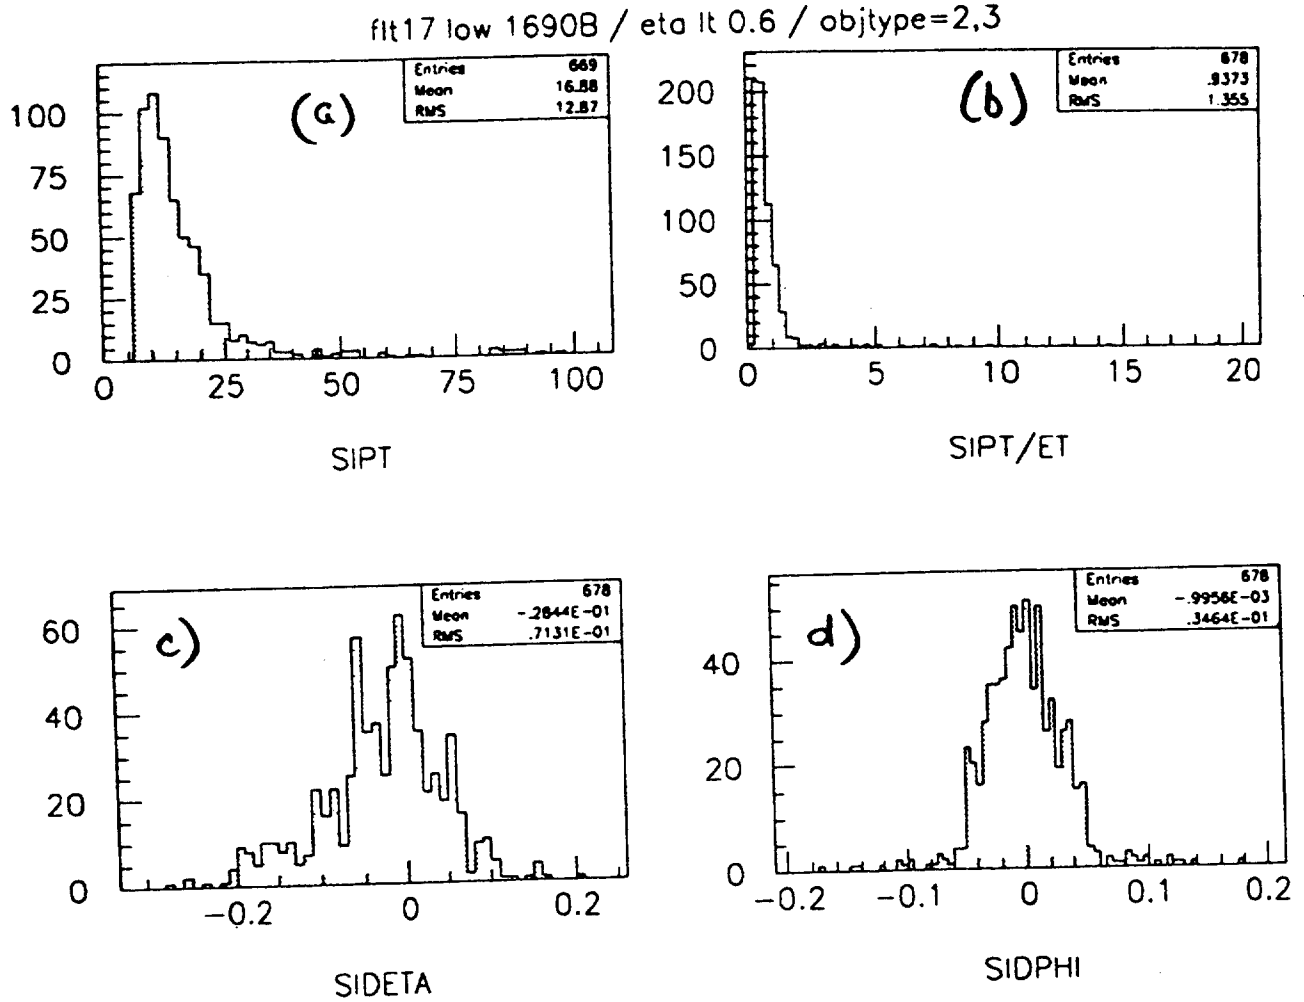 flt17 low 1690B / eta lt 0.6 / objtype=2,3
(a)
Entries 669
Mean 16.88
RMS 12.87
100
75
50
25
0
0 25 50 75 100
SIPT
(b)
Entries 678
Mean .9373
RMS 1.355
200
150
100
50
0
0 5 10 15 20
SIPT/ET
c)
Entries 678
Mean -.2844E-01
RMS .7131E-01
60
40
20
0
-0.2 0 0.2
SIDETA
d)
Entries 678
Mean -.9956E-03
RMS .3464E-01
40
20
0
-0.2 -0.1 0 0.1 0.2
SIDPHI